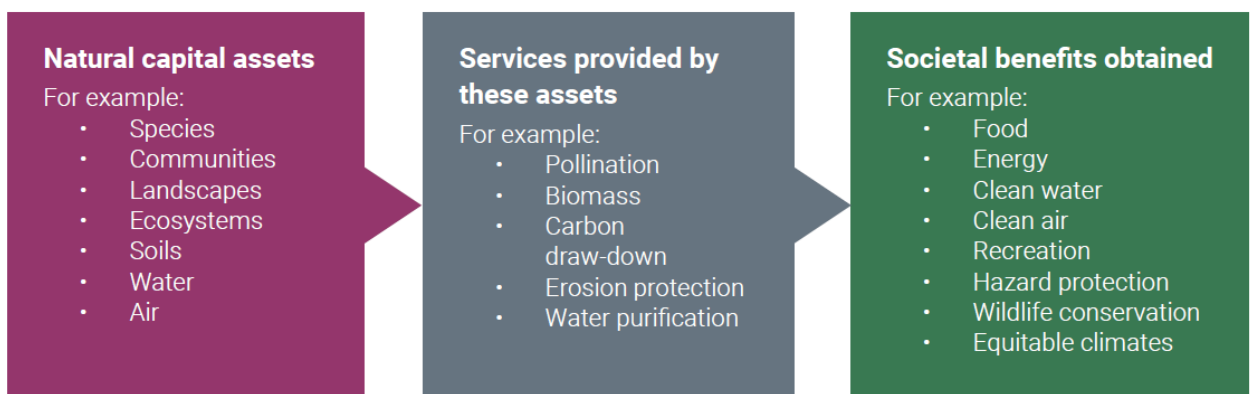 Natural capital assets
For example:
• Species
• Communities
• Landscapes
• Ecosystems
• Soils
• Water
• Air
Services provided by
these assets
For example:
• Pollination
• Biomass
• Carbon
draw-down
• Erosion protection
• Water purification
Societal benefits obtained
For example:
• Food
• Energy
• Clean water
• Clean air
• Recreation
• Hazard protection
• Wildlife conservation
• Equitable climates